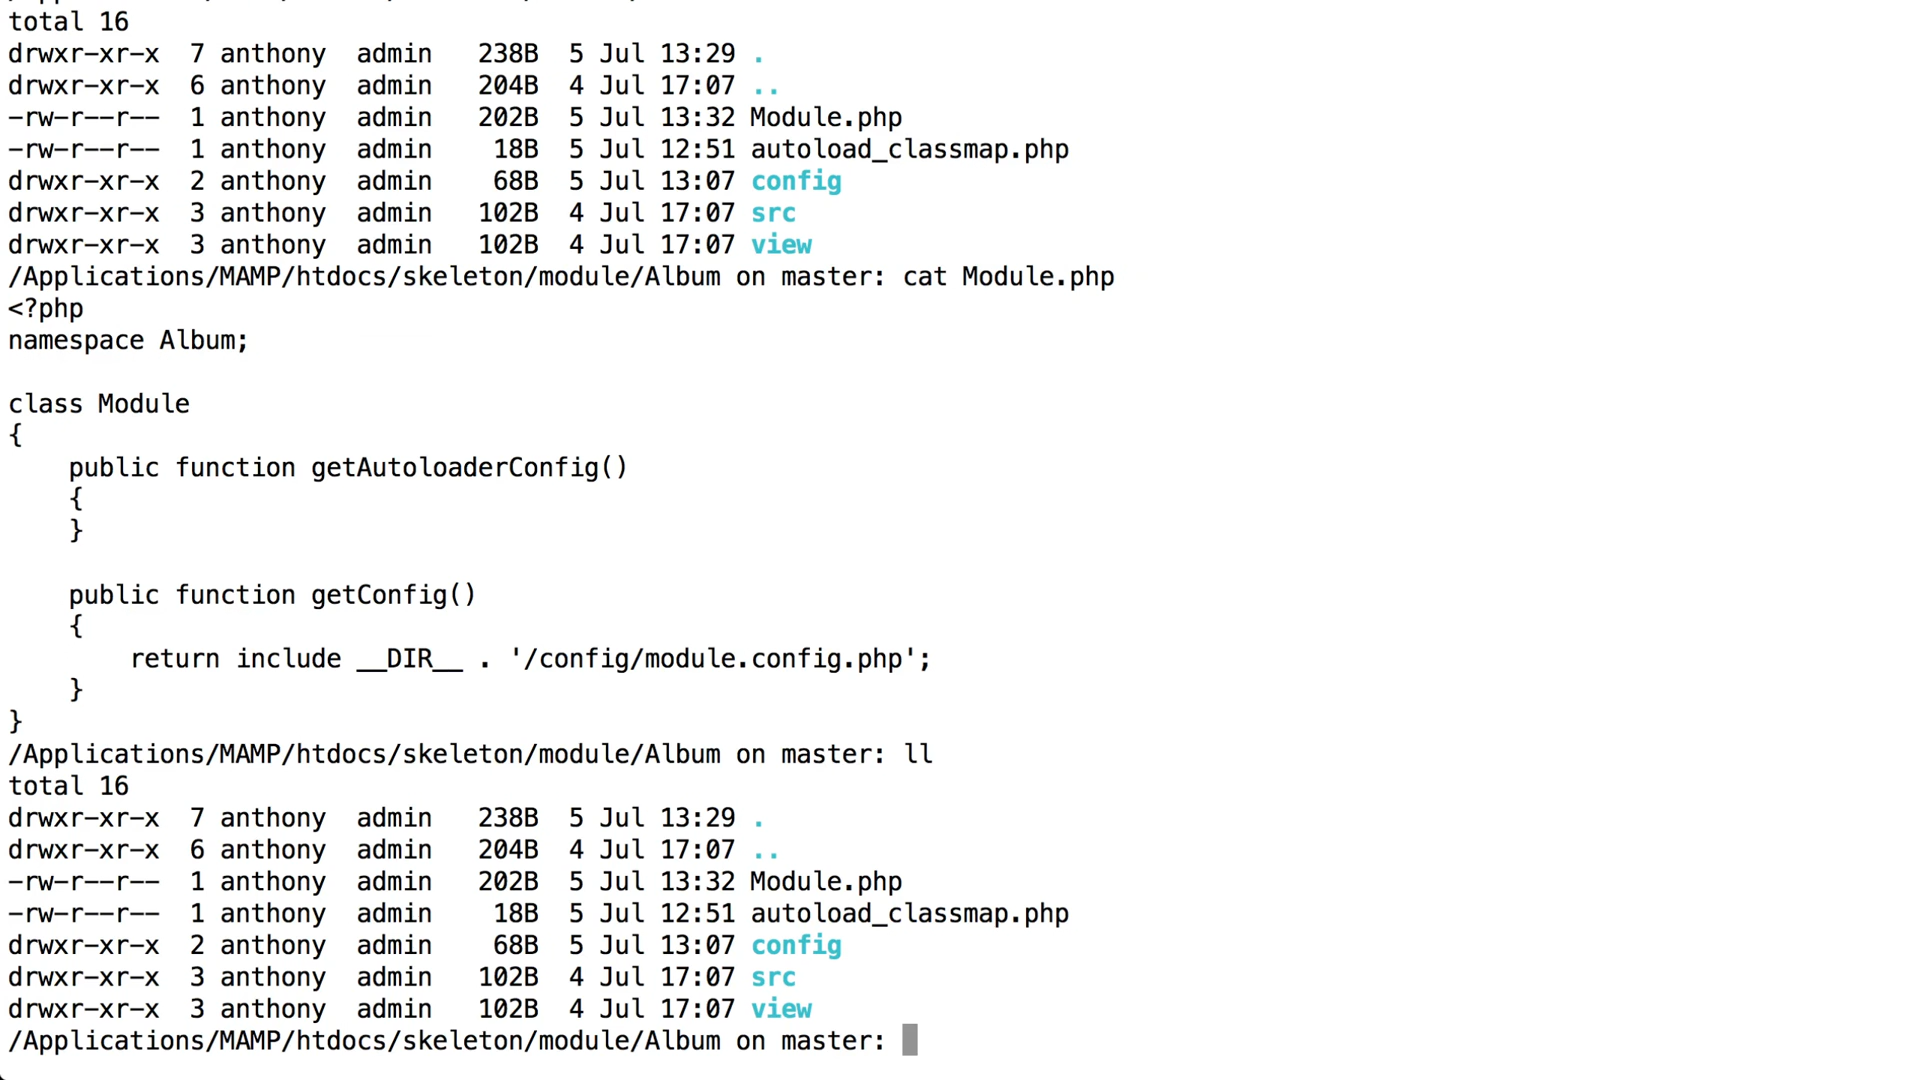 total 16
drwxr-xr-x  7 anthony  admin   238B  5 Jul 13:29 .
drwxr-xr-x  6 anthony  admin   204B  4 Jul 17:07 ..
-rw-r--r--  1 anthony  admin   202B  5 Jul 13:32 Module.php
-rw-r--r--  1 anthony  admin    18B  5 Jul 12:51 autoload_classmap.php
drwxr-xr-x  2 anthony  admin    68B  5 Jul 13:07 config
drwxr-xr-x  3 anthony  admin   102B  4 Jul 17:07 src
drwxr-xr-x  3 anthony  admin   102B  4 Jul 17:07 view
/Applications/MAMP/htdocs/skeleton/module/Album on master: cat Module.php
<?php
namespace Album;

class Module
{
    public function getAutoloaderConfig()
    {
    }

    public function getConfig()
    {
        return include __DIR__ . '/config/module.config.php';
    }
}
/Applications/MAMP/htdocs/skeleton/module/Album on master: ll
total 16
drwxr-xr-x  7 anthony  admin   238B  5 Jul 13:29 .
drwxr-xr-x  6 anthony  admin   204B  4 Jul 17:07 ..
-rw-r--r--  1 anthony  admin   202B  5 Jul 13:32 Module.php
-rw-r--r--  1 anthony  admin    18B  5 Jul 12:51 autoload_classmap.php
drwxr-xr-x  2 anthony  admin    68B  5 Jul 13:07 config
drwxr-xr-x  3 anthony  admin   102B  4 Jul 17:07 src
drwxr-xr-x  3 anthony  admin   102B  4 Jul 17:07 view
/Applications/MAMP/htdocs/skeleton/module/Album on master: